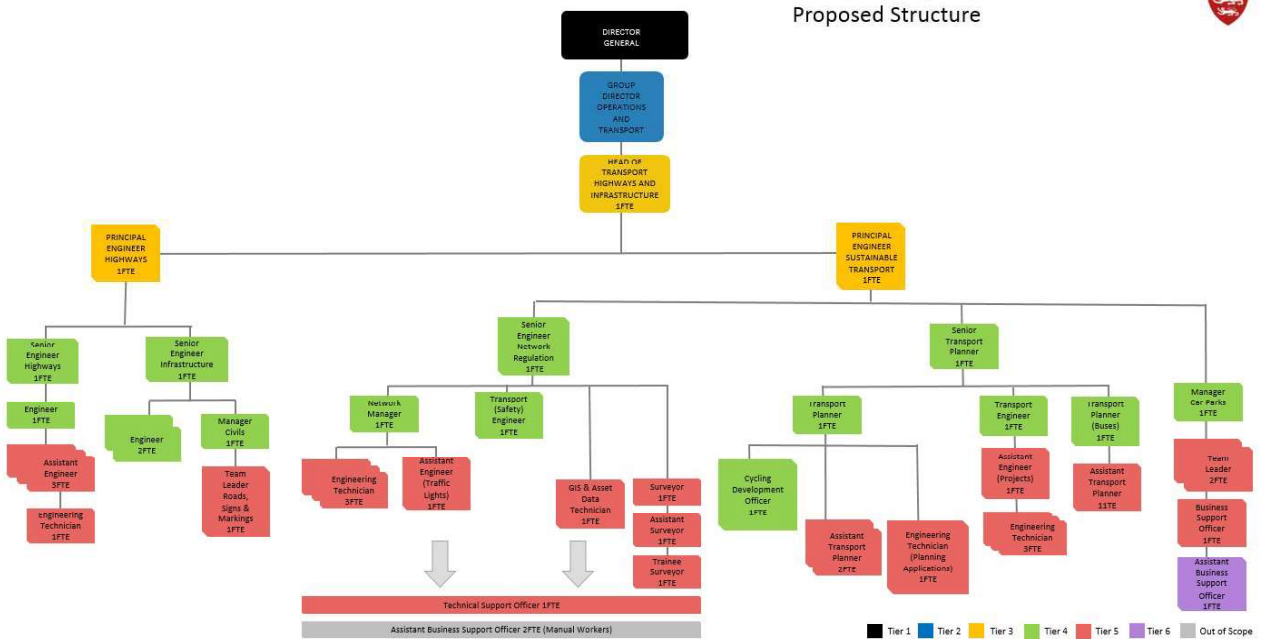 Proposed Structure
DIRECTOR
GENERAL
GROUP
DIRECTOR
OPERATIONS
AND
TRANSPORT
HEAD OF
TRANSPORT
HIGHWAYS AND
INFRASTRUCTURE
1FTE
PRINCIPAL
ENGINEER
HIGHWAYS
1FTE
PRINCIPAL
ENGINEER
SUSTAINABLE
TRANSPORT
1FTE
Senior
Engineer
Highways
1FTE
Engineer
1FTE
Assistant
Engineer
3FTE
Engineering
Technician
1FTE
Senior
Engineer
Infrastructure
1FTE
Engineer
2FTE
Manager
Civils
1FTE
Team
Leader
Roads,
Signs &
Markings
1FTE
Senior
Engineer
Network
Regulation
1FTE
Network
Manager
1FTE
Engineering
Technician
3FTE
Assistant
Engineer
(Traffic
Lights)
1FTE
Transport
(Safety)
Engineer
1FTE
GIS & Asset
Data
Technician
1FTE
Surveyor
1FTE
Assistant
Surveyor
1FTE
Trainee
Surveyor
1FTE
Technical Support Officer 1FTE
Assistant Business Support Officer 2FTE (Manual Workers)
Senior
Transport
Planner
1FTE
Transport
Planner
1FTE
Cycling
Development
Officer
1FTE
Assistant
Transport
Planner
2FTE
Engineering
Technician
(Planning
Applications)
1FTE
Transport
Engineer
1FTE
Assistant
Engineer
(Projects)
1FTE
Engineering
Technician
3FTE
Transport
Planner
(Buses)
1FTE
Assistant
Transport
Planner
11TE
Manager
Car Parks
1FTE
Team
Leader
2FTE
Business
Support
Officer
1FTE
Assistant
Business
Support
Officer
1FTE
Tier 1 Tier 2 Tier 3 Tier 4 Tier 5 Tier 6 Out of Scope